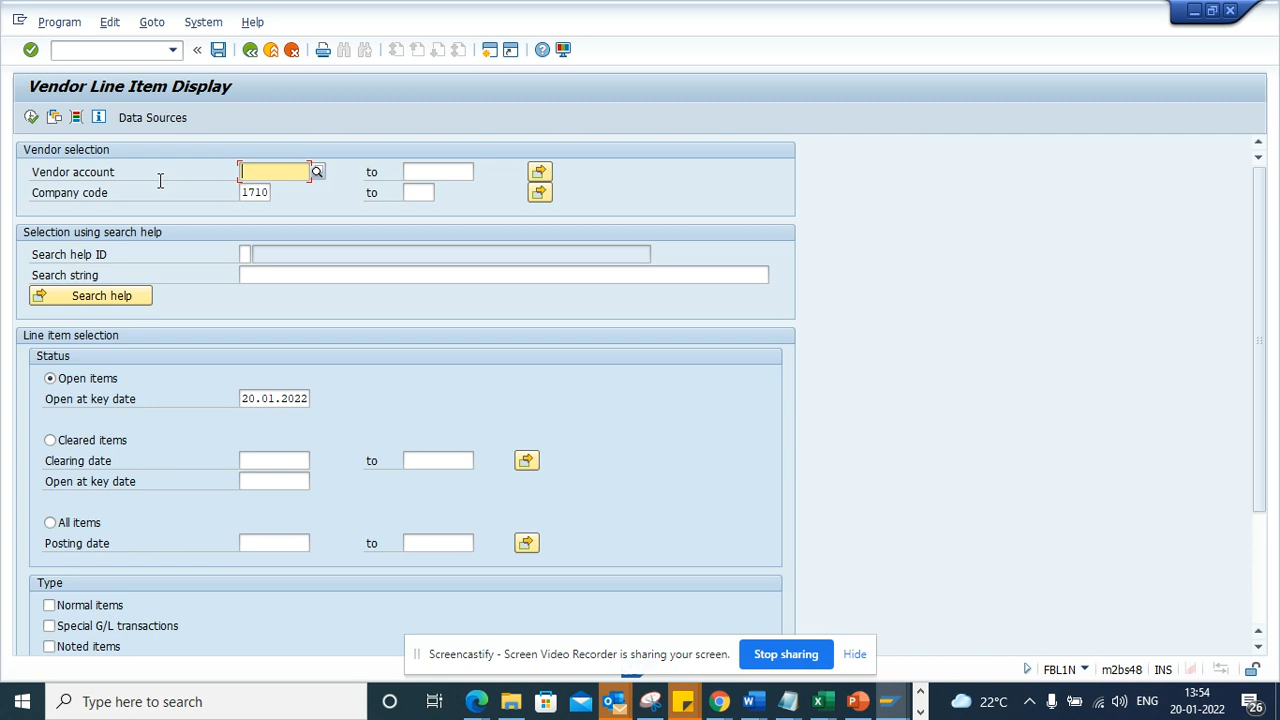 Program Edit Goto System Help
Vendor Line Item Display
Data Sources
Vendor selection
Vendor account to
Company code 1710 to
Selection using search help
Search help ID
Search string
Search help
Line item selection
Status
Open items
Open at key date 20.01.2022
Cleared items
Clearing date to
Open at key date
All items
Posting date to
Type
Normal items
Special G/L transactions
Noted items
Screencastify - Screen Video Recorder is sharing your screen. Stop sharing Hide
FBL1N m2bs48 INS
Type here to search 22°C ENG 13:54
20-01-2022 26